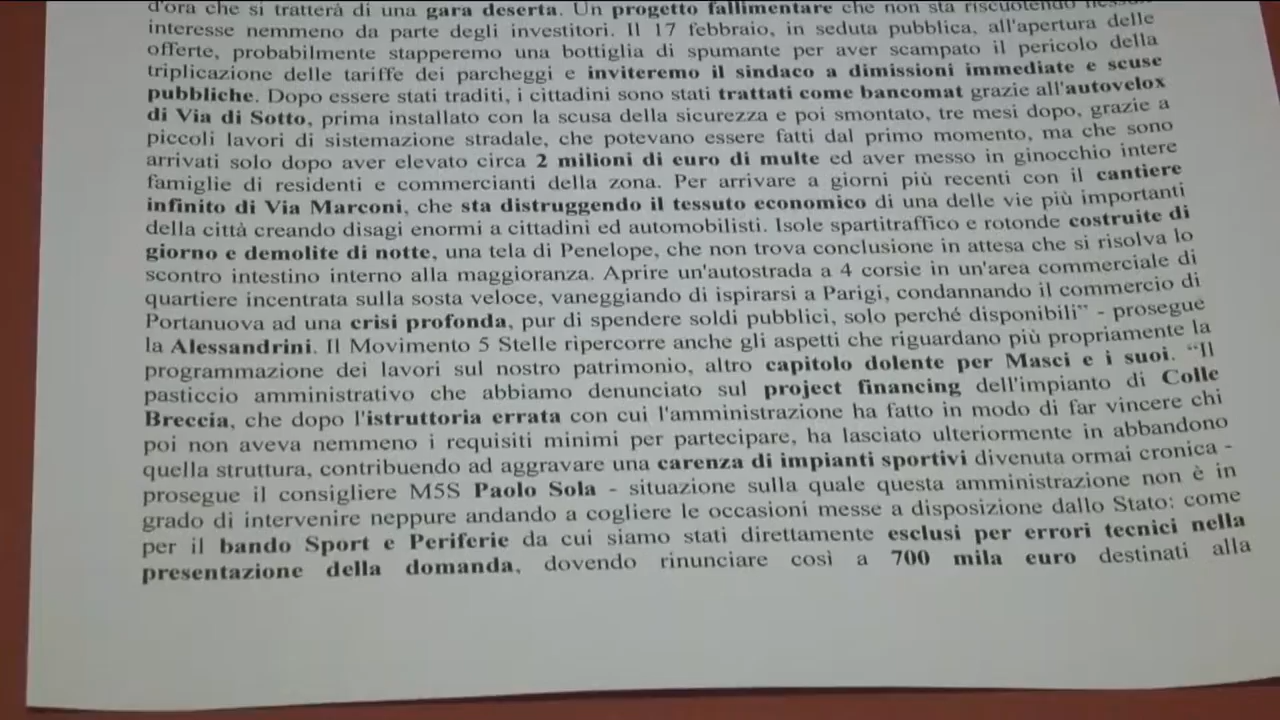 d'ora che si tratterà di una gara deserta. Un progetto fallimentare che non sta riscuotendo nessun
interesse nemmeno da parte degli investitori. Il 17 febbraio, in seduta pubblica, all'apertura delle
offerte, probabilmente stapperemo una bottiglia di spumante per aver scampato il pericolo della
triplicazione delle tariffe dei parcheggi e inviteremo il sindaco a dimissioni immediate e scuse
pubbliche. Dopo essere stati traditi, i cittadini sono stati trattati come bancomat grazie all'autovelox
di Via di Sotto, prima installato con la scusa della sicurezza e poi smontato, tre mesi dopo, grazie a
piccoli lavori di sistemazione stradale, che potevano essere fatti dal primo momento, ma che sono
arrivati solo dopo aver elevato circa 2 milioni di euro di multe ed aver messo in ginocchio intere
famiglie di residenti e commercianti della zona. Per arrivare a giorni più recenti con il cantiere
infinito di Via Marconi, che sta distruggendo il tessuto economico di una delle vie più importanti
della città creando disagi enormi a cittadini ed automobilisti. Isole spartitraffico e rotonde costruite di
giorno e demolite di notte, una tela di Penelope, che non trova conclusione in attesa che si risolva lo
scontro intestino interno alla maggioranza. Aprire un'autostrada a 4 corsie in un'area commerciale di
quartiere incentrata sulla sosta veloce, vaneggiando di ispirarsi a Parigi, condannando il commercio di
Portanuova ad una crisi profonda, pur di spendere soldi pubblici, solo perché disponibili” - prosegue
la Alessandrini. Il Movimento 5 Stelle ripercorre anche gli aspetti che riguardano più propriamente la
programmazione dei lavori sul nostro patrimonio, altro capitolo dolente per Masci e i suoi. “Il
pasticcio amministrativo che abbiamo denunciato sul project financing dell'impianto di Colle
Breccia, che dopo l'istruttoria errata con cui l'amministrazione ha fatto in modo di far vincere chi
poi non aveva nemmeno i requisiti minimi per partecipare, ha lasciato ulteriormente in abbandono
quella struttura, contribuendo ad aggravare una carenza di impianti sportivi divenuta ormai cronica -
prosegue il consigliere M5S Paolo Sola - situazione sulla quale questa amministrazione non è in
grado di intervenire neppure andando a cogliere le occasioni messe a disposizione dallo Stato: come
per il bando Sport e Periferie da cui siamo stati direttamente esclusi per errori tecnici nella
presentazione della domanda, dovendo rinunciare così a 700 mila euro destinati alla